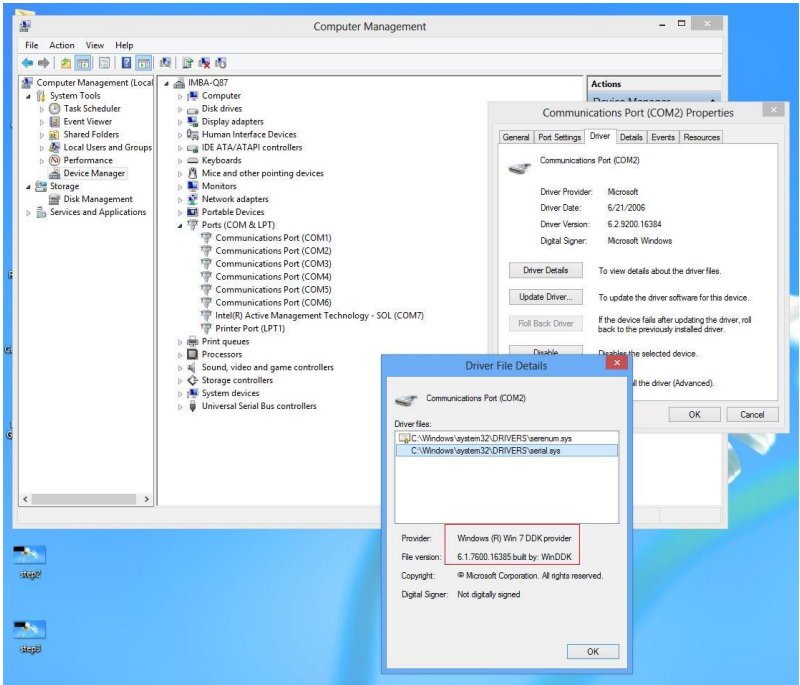 Computer Management
File Action View Help
Computer Management (Local
System Tools
Task Scheduler
Event Viewer
Shared Folders
Local Users and Groups
Performance
Device Manager
Storage
Disk Management
Services and Applications
IMBA-Q87
Computer
Disk drives
Display adapters
Human Interface Devices
IDE ATA/ATAPI controllers
Keyboards
Mice and other pointing devices
Monitors
Network adapters
Portable Devices
Ports (COM & LPT)
Communications Port (COM1)
Communications Port (COM2)
Communications Port (COM3)
Communications Port (COM4)
Communications Port (COM5)
Communications Port (COM6)
Intel(R) Active Management Technology - SOL (COM7)
Printer Port (LPT1)
Print queues
Processors
Sound, video and game controllers
Storage controllers
System devices
Universal Serial Bus controllers
Actions
Device Manager
Communications Port (COM2) Properties
General Port Settings Driver Details Events Resources
Communications Port (COM2)
Driver Provider: Microsoft
Driver Date: 6/21/2006
Driver Version: 6.2.9200.16384
Digital Signer: Microsoft Windows
Driver Details To view details about the driver files.
Update Driver... To update the driver software for this device.
Roll Back Driver If the device fails after updating the driver, roll
back to the previously installed driver.
Disable Disables the selected device.
the driver (Advanced).
OK Cancel
Driver File Details
Communications Port (COM2)
Driver files:
C:\Windows\system32\DRIVERS\serenum.sys
C:\Windows\system32\DRIVERS\serial.sys
Provider: Windows (R) Win 7 DDK provider
File version: 6.1.7600.16385 built by: WinDDK
Copyright: © Microsoft Corporation. All rights reserved.
Digital Signer: Not digitally signed
OK
step2
step3